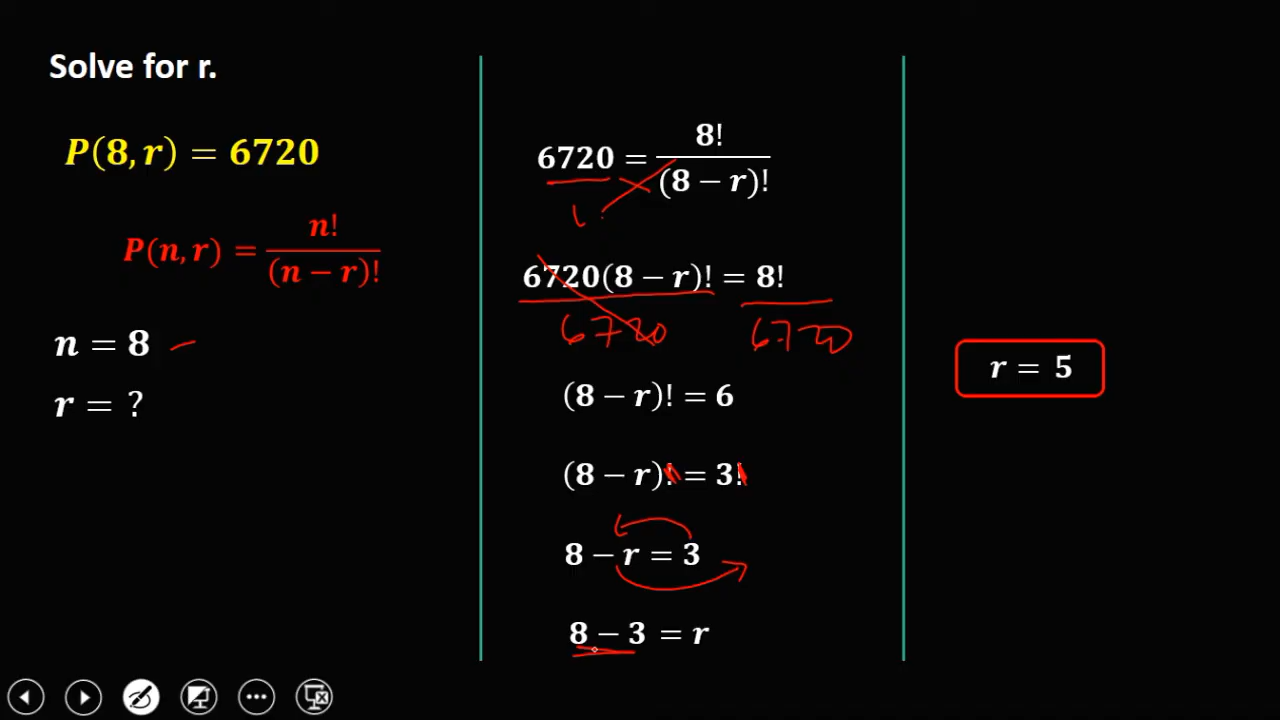 Solve for r.
P(8, r) = 6720
P(n, r) = n! / (n − r)!
n = 8
r = ?
6720 = 8! / (8 − r)!
6720(8 − r)! = 8!
6720 6720
(8 − r)! = 6
(8 − r)! = 3!
8 − r = 3
8 − 3 = r
r = 5